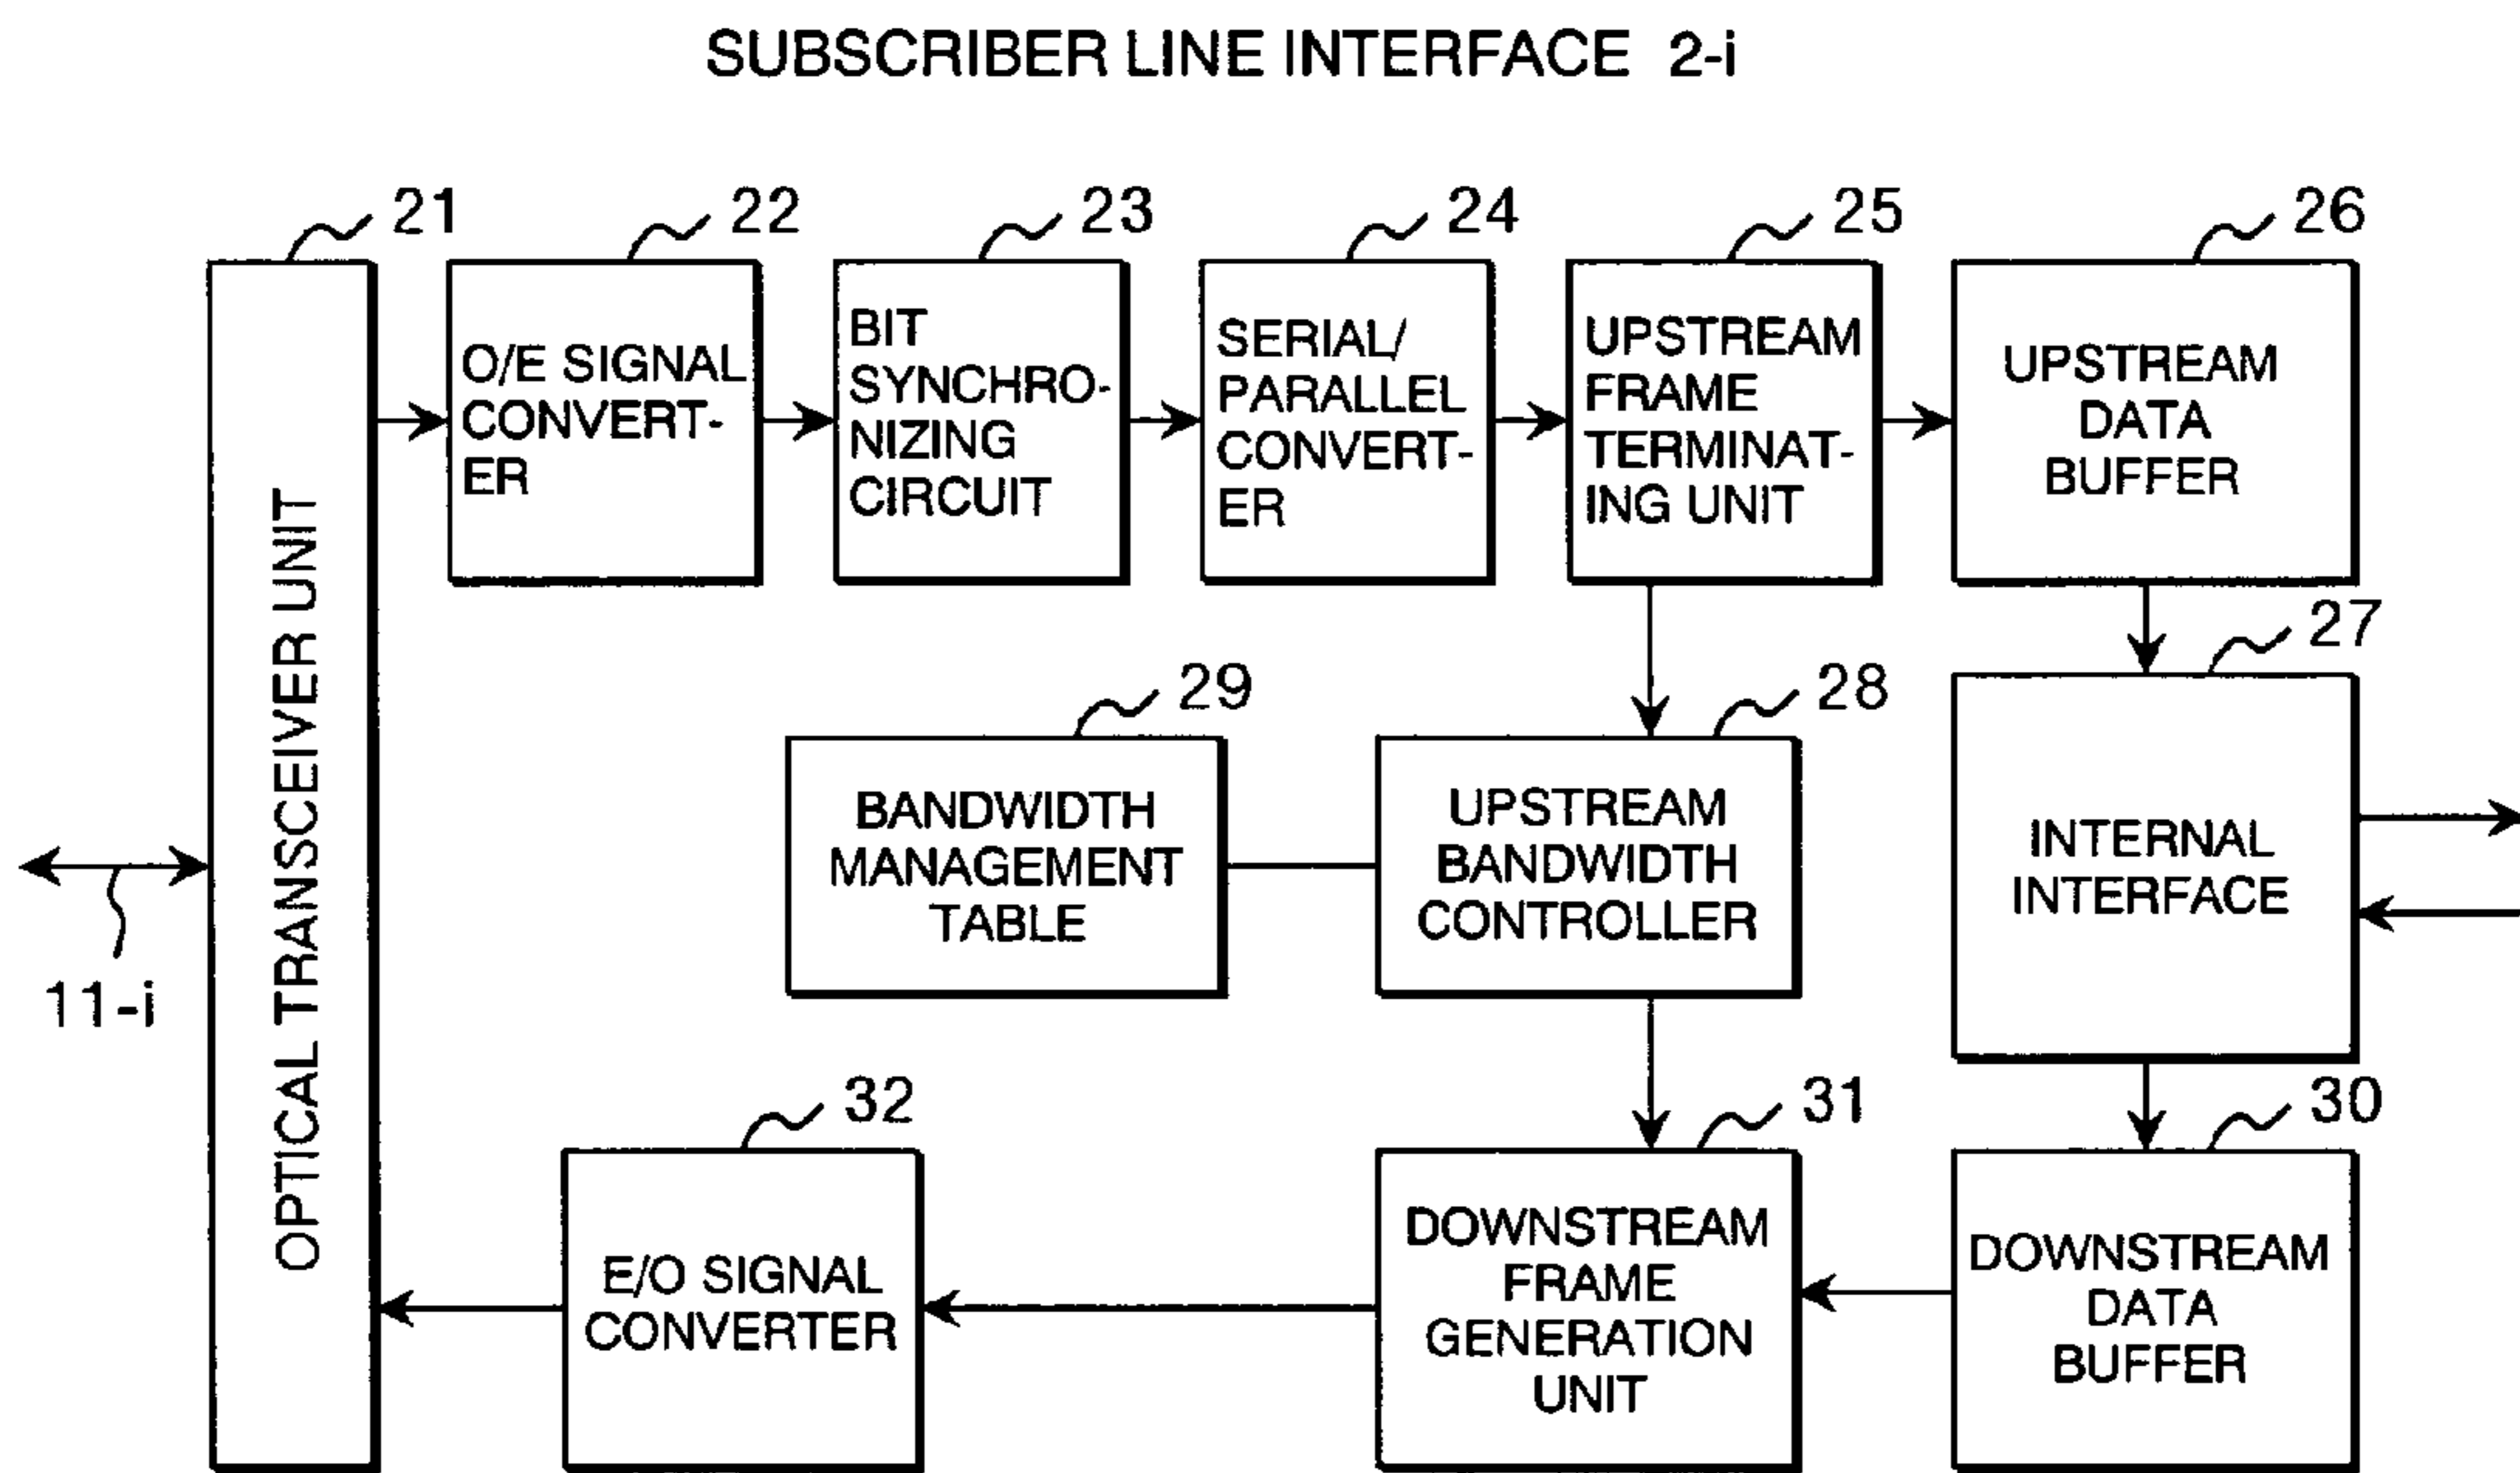 SUBSCRIBER LINE INTERFACE 2-i
21
22
23
24
25
26
OPTICAL TRANSCEIVER UNIT
O/E SIGNAL
CONVERT-
ER
BIT
SYNCHRO-
NIZING
CIRCUIT
SERIAL/
PARALLEL
CONVERT-
ER
UPSTREAM
FRAME
TERMINAT-
ING UNIT
UPSTREAM
DATA
BUFFER
27
29
28
BANDWIDTH
MANAGEMENT
TABLE
UPSTREAM
BANDWIDTH
CONTROLLER
INTERNAL
INTERFACE
11-i
32
31
30
E/O SIGNAL
CONVERTER
DOWNSTREAM
FRAME
GENERATION
UNIT
DOWNSTREAM
DATA
BUFFER